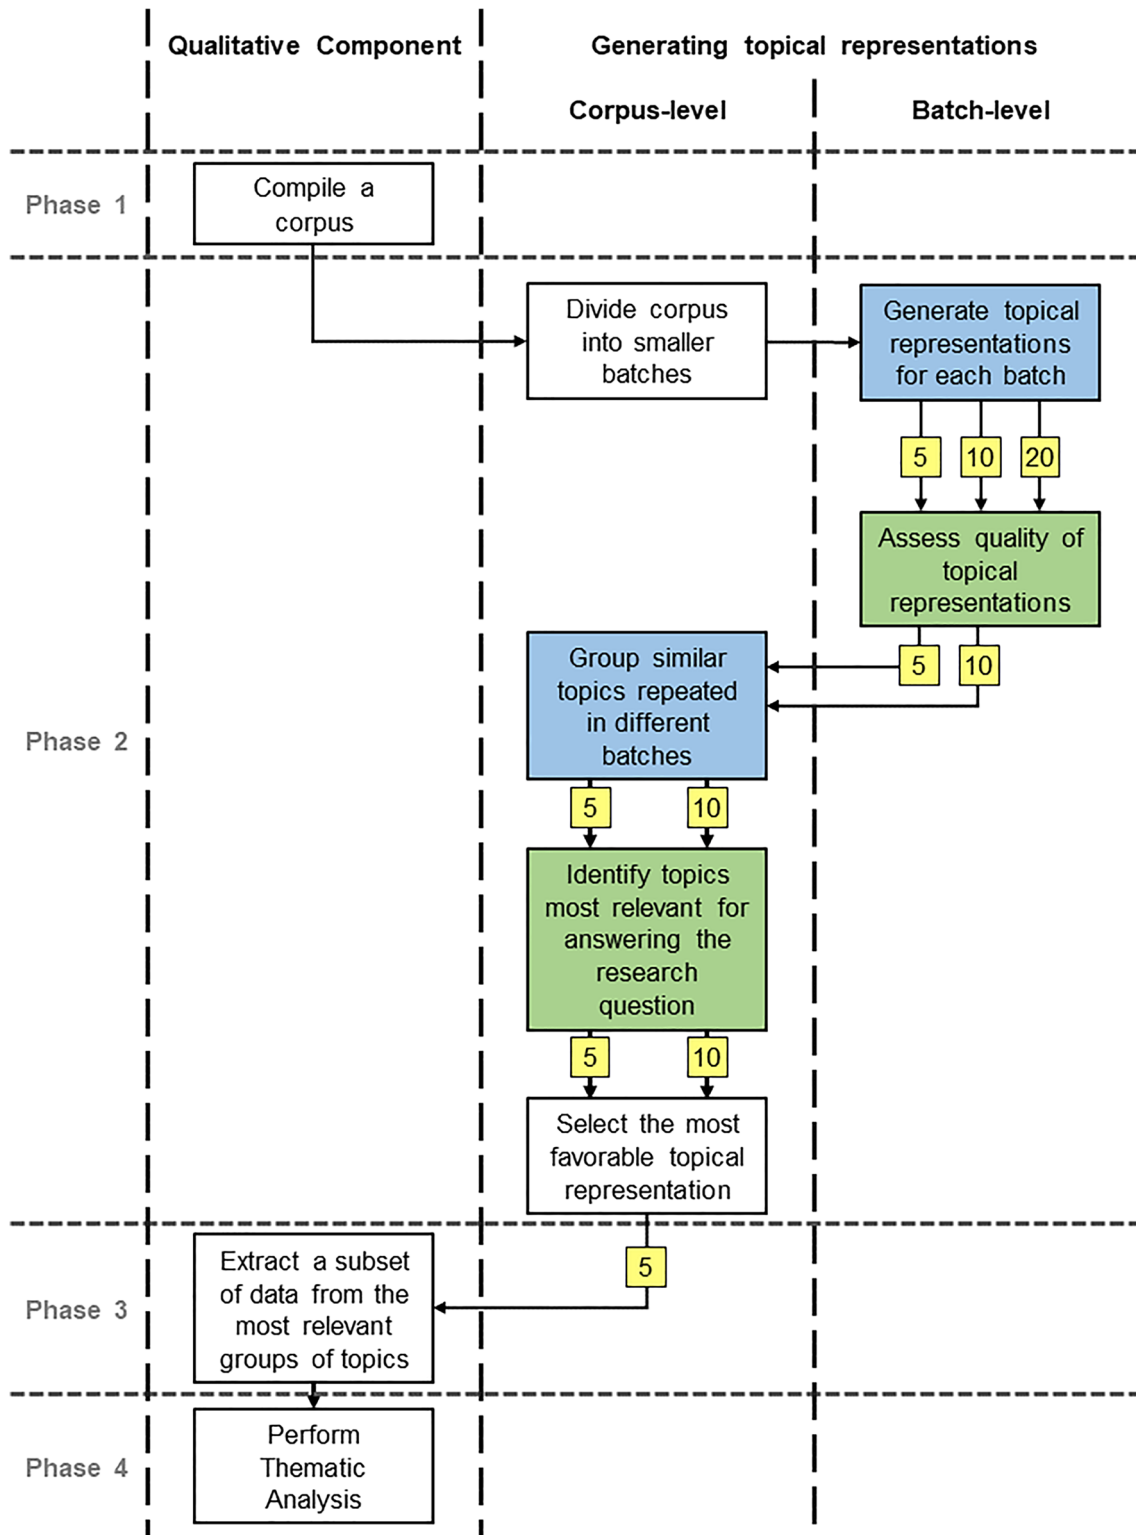 Qualitative Component
Generating topical representations
Corpus-level
Batch-level
Phase 1
Compile a
corpus
Phase 2
Divide corpus
into smaller
batches
Generate topical
representations
for each batch
5
10
20
Assess quality of
topical
representations
5
10
Group similar
topics repeated
in different
batches
5
10
Identify topics
most relevant for
answering the
research
question
5
10
Select the most
favorable topical
representation
5
Phase 3
Extract a subset
of data from the
most relevant
groups of topics
Phase 4
Perform
Thematic
Analysis